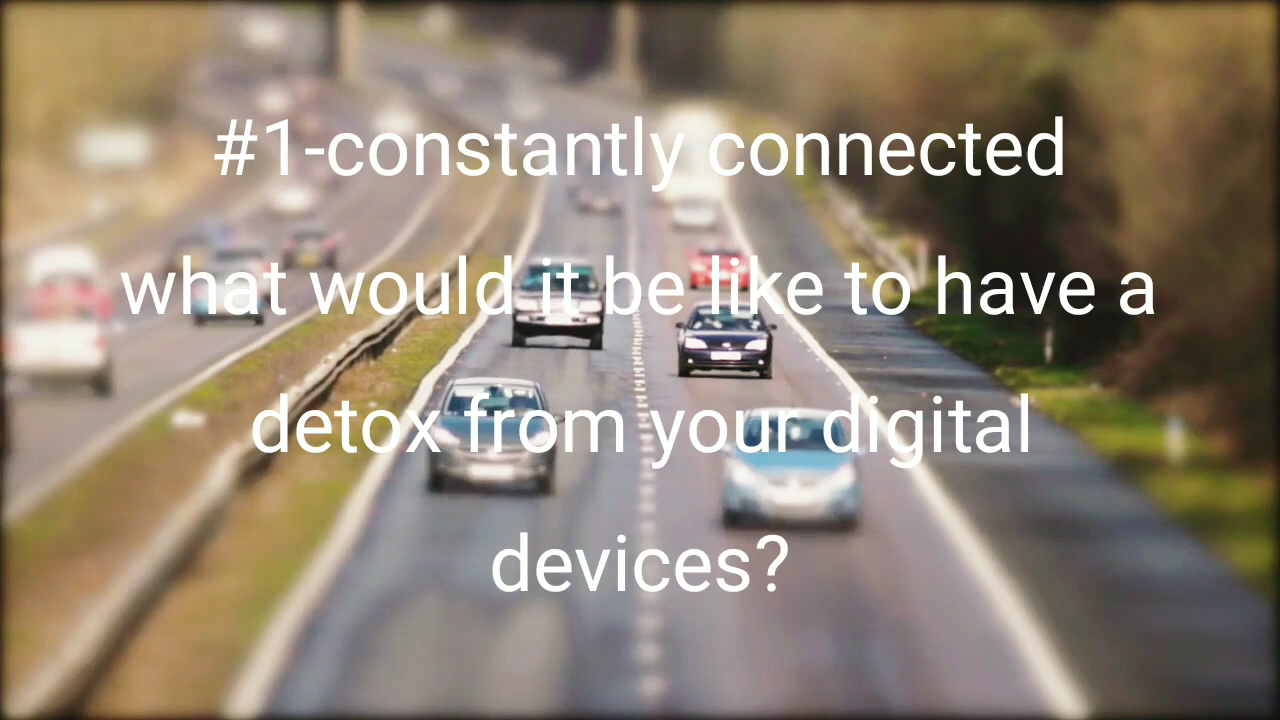 #1-constantly connected
what would it be like to have a
detox from your digital
devices?